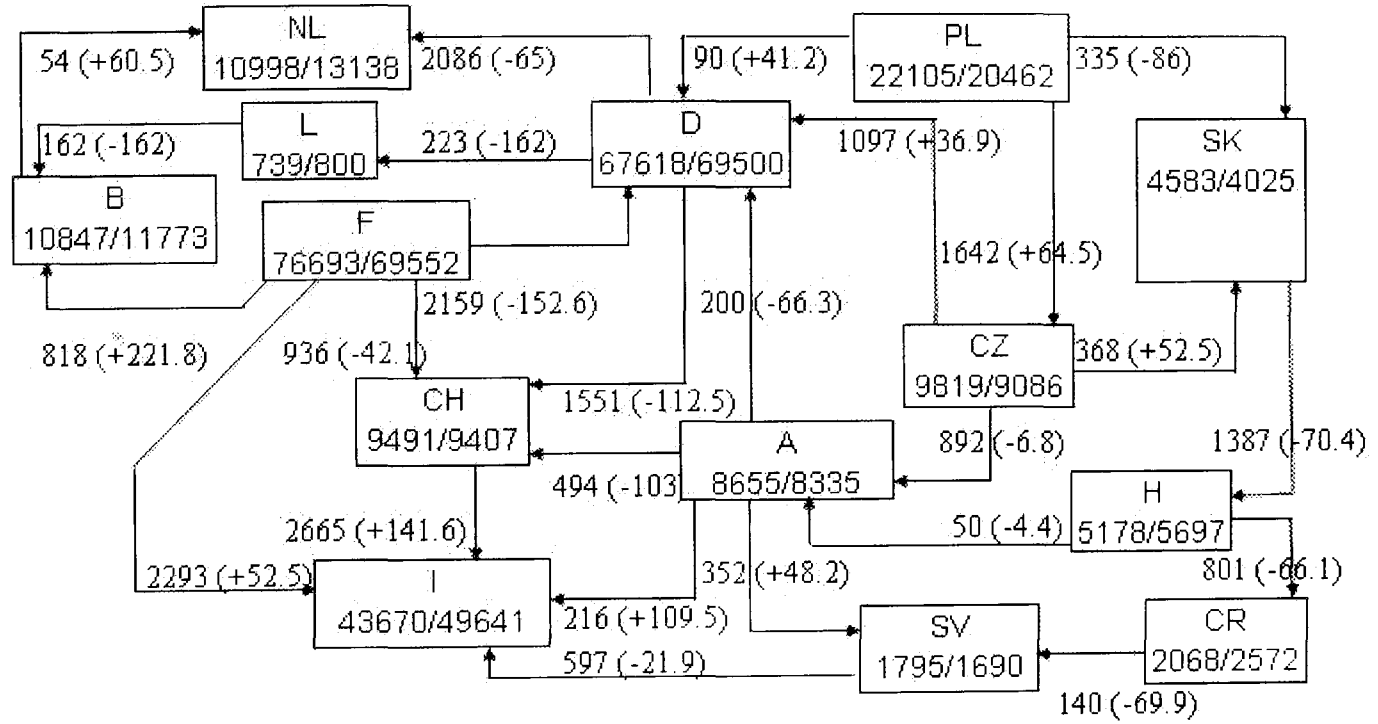 NL
10998/13138
54 (+60.5)
2086 (-65)
90 (+41.2)
PL
22105/20462
335 (-86)
L
739/800
162 (-162)
223 (-162)
D
67618/69500
1097 (+36.9)
SK
4583/4025
B
10847/11773
F
76693/69552
1642 (+64.5)
2159 (-152.6)
200 (-66.3)
818 (+221.8)
936 (-42.1)
CZ
9819/9086
368 (+52.5)
CH
9491/9407
1551 (-112.5)
A
8655/8335
892 (-6.8)
1387 (-70.4)
494 (-103)
H
5178/5697
2665 (+141.6)
50 (-4.4)
2293 (+52.5)
I
43670/49641
352 (+48.2)
801 (-66.1)
216 (+109.5)
SV
1795/1690
CR
2068/2572
597 (-21.9)
140 (-69.9)